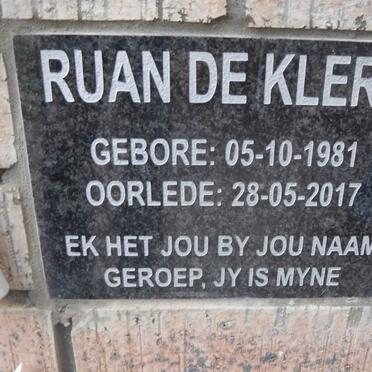 RUAN DE KLER
GEBORE: 05-10-1981
OORLEDE: 28-05-2017
EK HET JOU BY JOU NAAM
GEROEP, JY IS MYNE